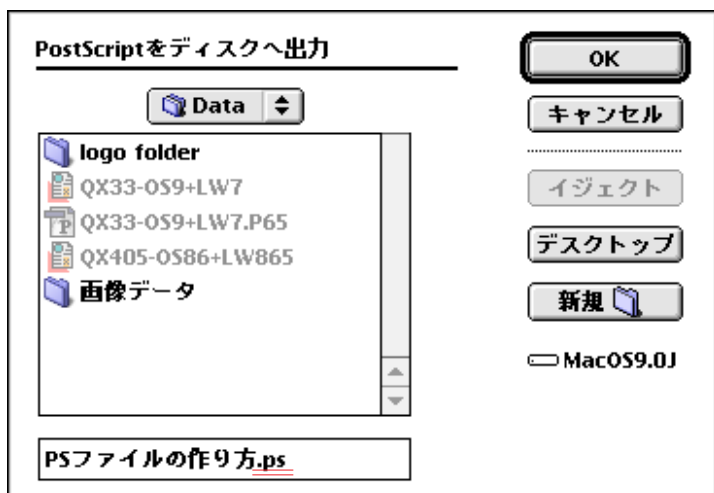 PostScriptをディスクへ出力
Data
logo folder
QX33-OS9+LW7
QX33-OS9+LW7.P65
QX405-OS86+LW865
画像データ
PSファイルの作り方.ps
OK
キャンセル
イジェクト
デスクトップ
新規
MacOS9.0J